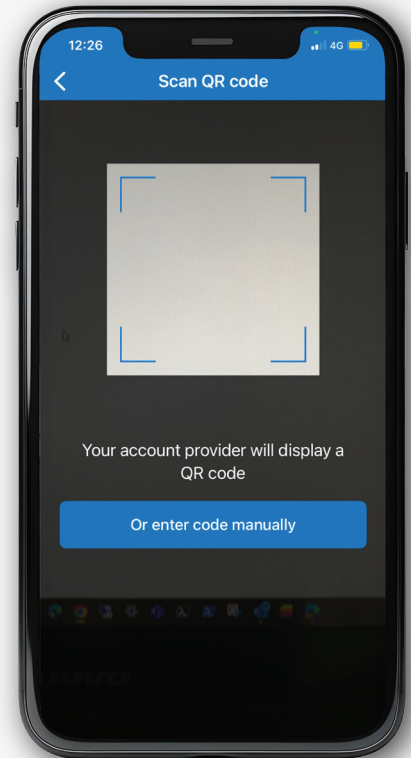 12:26
4G
Scan QR code
Your account provider will display a
QR code
Or enter code manually